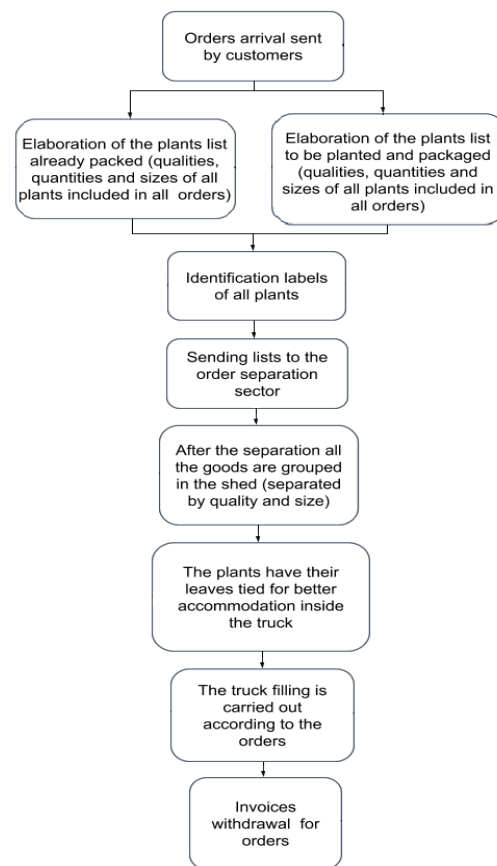 Orders arrival sent
by customers
Elaboration of the plants list
already packed (qualities,
quantities and sizes of all
plants included in all orders)
Elaboration of the plants list
to be planted and packaged
(qualities, quantities and
sizes of all plants included in
all orders)
Identification labels
of all plants
Sending lists to the
order separation
sector
After the separation all
the goods are grouped
in the shed (separated
by quality and size)
The plants have their
leaves tied for better
accommodation inside
the truck
The truck filling is
carried out
according to the
orders
Invoices
withdrawal for
orders